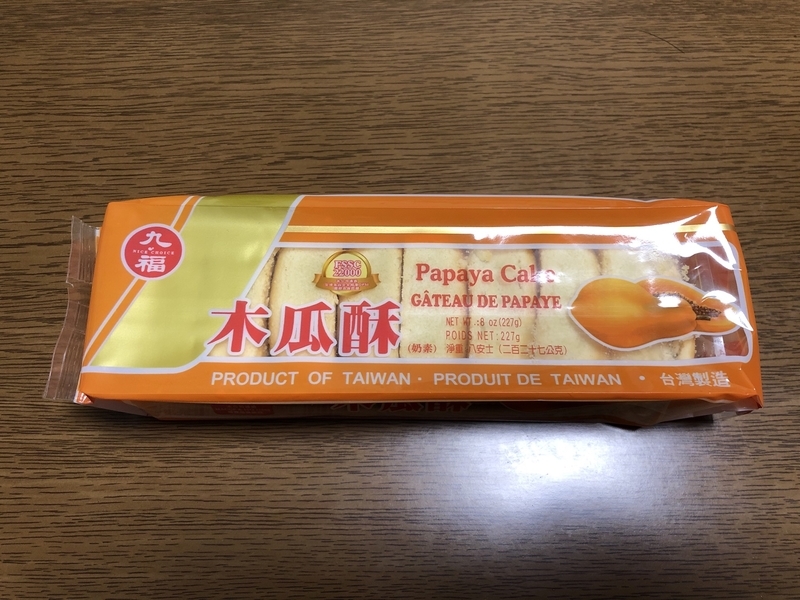 九
NICE CHOICE
福
FSSC
22000
木瓜酥
Papaya Cake
GÂTEAU DE PAPAYE
NET WT.:8 oz(227g)
POIDS NET:227g
(奶素) 淨重:八安士(二百二十七公克)
PRODUCT OF TAIWAN · PRODUIT DE TAIWAN · 台灣製造